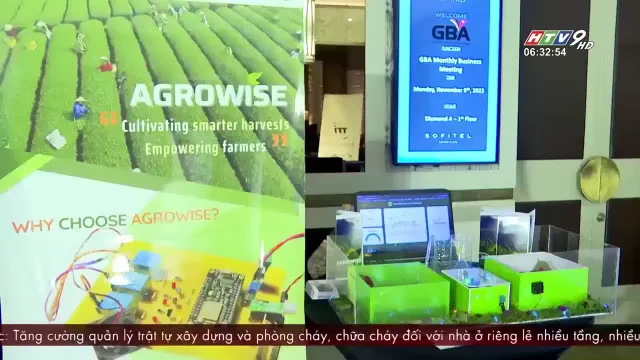 AGROWISE
“ Cultivating smarter harvests
Empowering farmers ”
WHY CHOOSE AGROWISE?
WELCOME
GBA
GBA Monthly Business
Meeting
Diamond A - 1st Floor
SOFITEL
HTV9 HD
06:32:54
c: Tăng cường quản lý trật tự xây dựng và phòng cháy, chữa cháy đối với nhà ở riêng lẻ nhiều tầng, nhiều